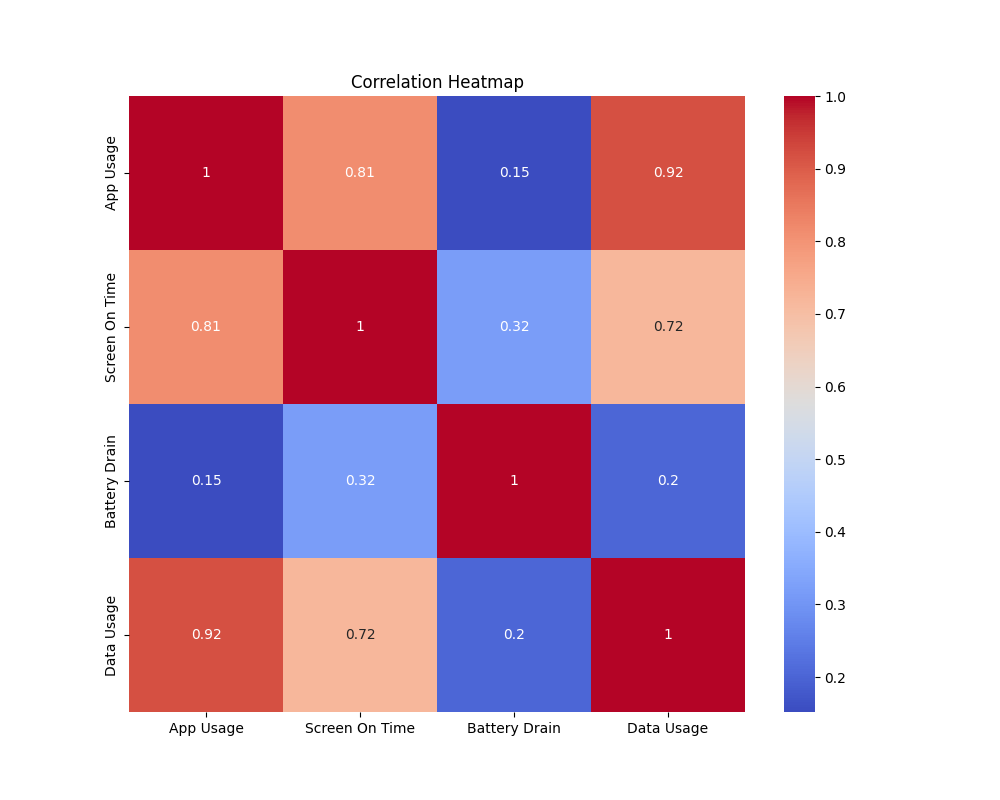 Correlation Heatmap
App Usage
1
0.81
0.15
0.92
Screen On Time
0.81
1
0.32
0.72
Battery Drain
0.15
0.32
1
0.2
Data Usage
0.92
0.72
0.2
1
App Usage
Screen On Time
Battery Drain
Data Usage
1.0
0.9
0.8
0.7
0.6
0.5
0.4
0.3
0.2